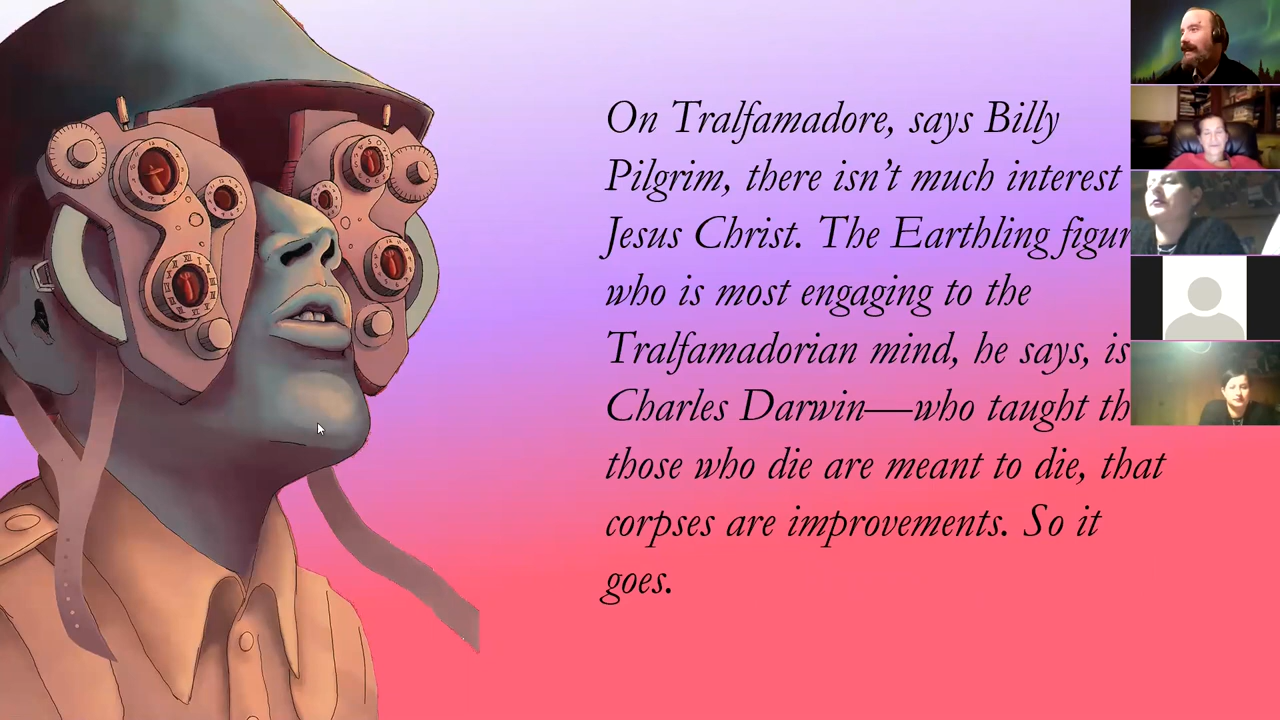 On Tralfamadore, says Billy
Pilgrim, there isn't much interest
Jesus Christ. The Earthling
who is most engaging to the
Tralfamadorian mind, he says, is
Charles Darwin—who taught
those who die are meant to die, that
corpses are improvements. So it
goes.